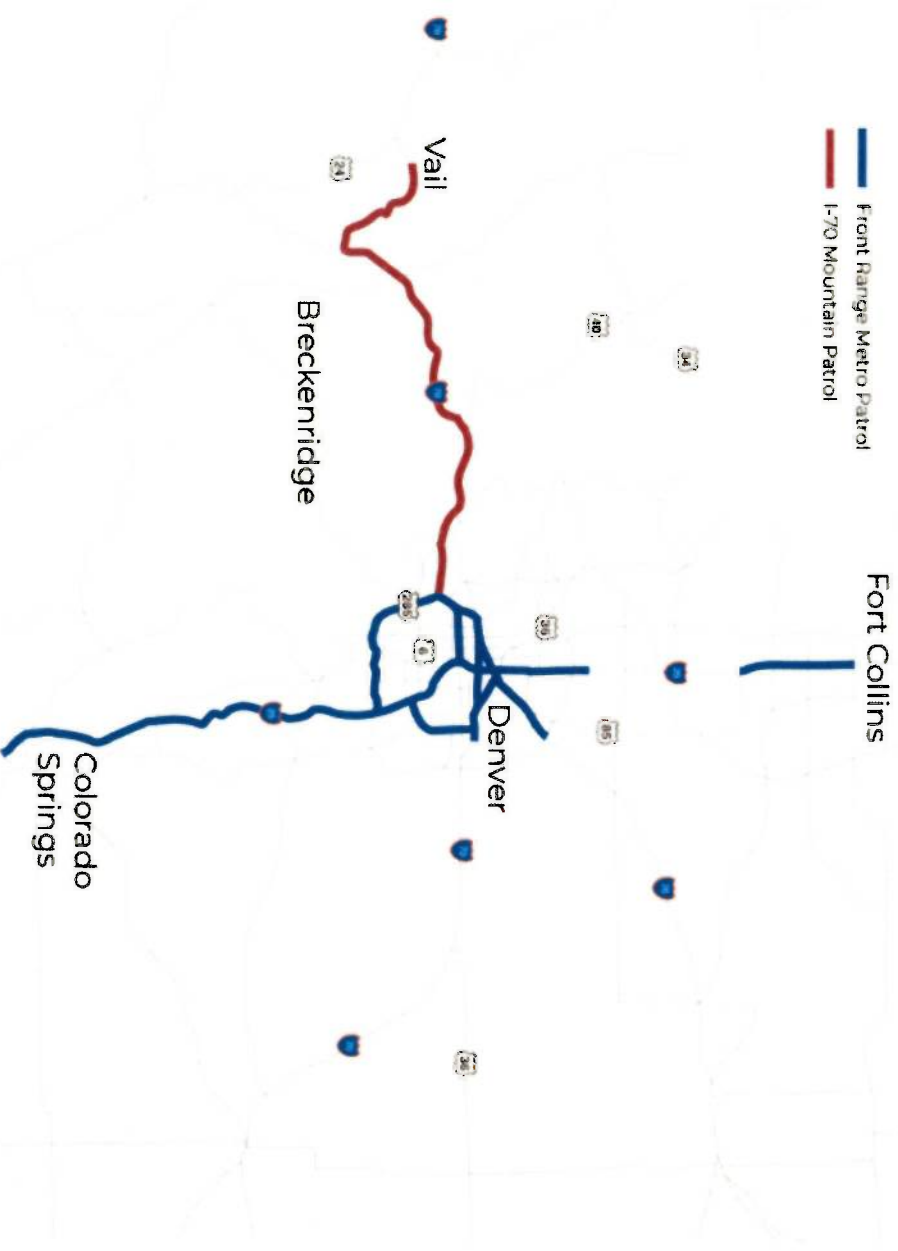 Front Range Metro Patrol
I-70 Mountain Patrol
Fort Collins
34
40
36
85
Vail
24
Breckenridge
285
6
Denver
36
Colorado
Springs